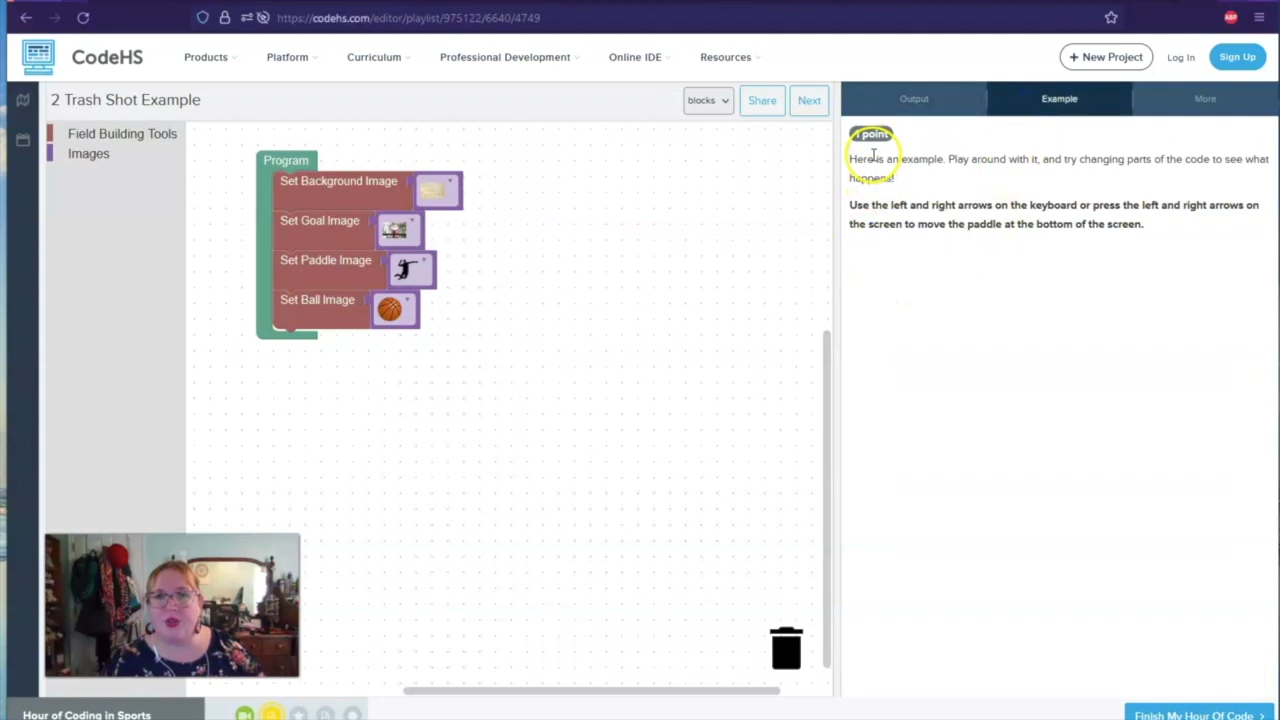 https://codehs.com/editor/playlist/975122/6640/4749
ABP
CodeHS
Products
Platform
Curriculum
Professional Development
Online IDE
Resources
+ New Project
Log In
Sign Up
2 Trash Shot Example
blocks
Share
Next
Output
Example
More
Field Building Tools
Images
Program
Set Background Image
Set Goal Image
Set Paddle Image
Set Ball Image
1 point
Here is an example. Play around with it, and try changing parts of the code to see what
happens!
Use the left and right arrows on the keyboard or press the left and right arrows on
the screen to move the paddle at the bottom of the screen.
Hour of Coding in Sports
Finish My Hour Of Code